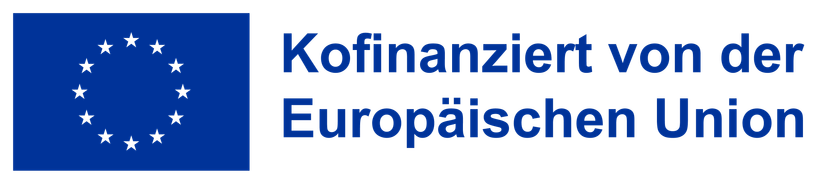 Kofinanziert von der
Europäischen Union